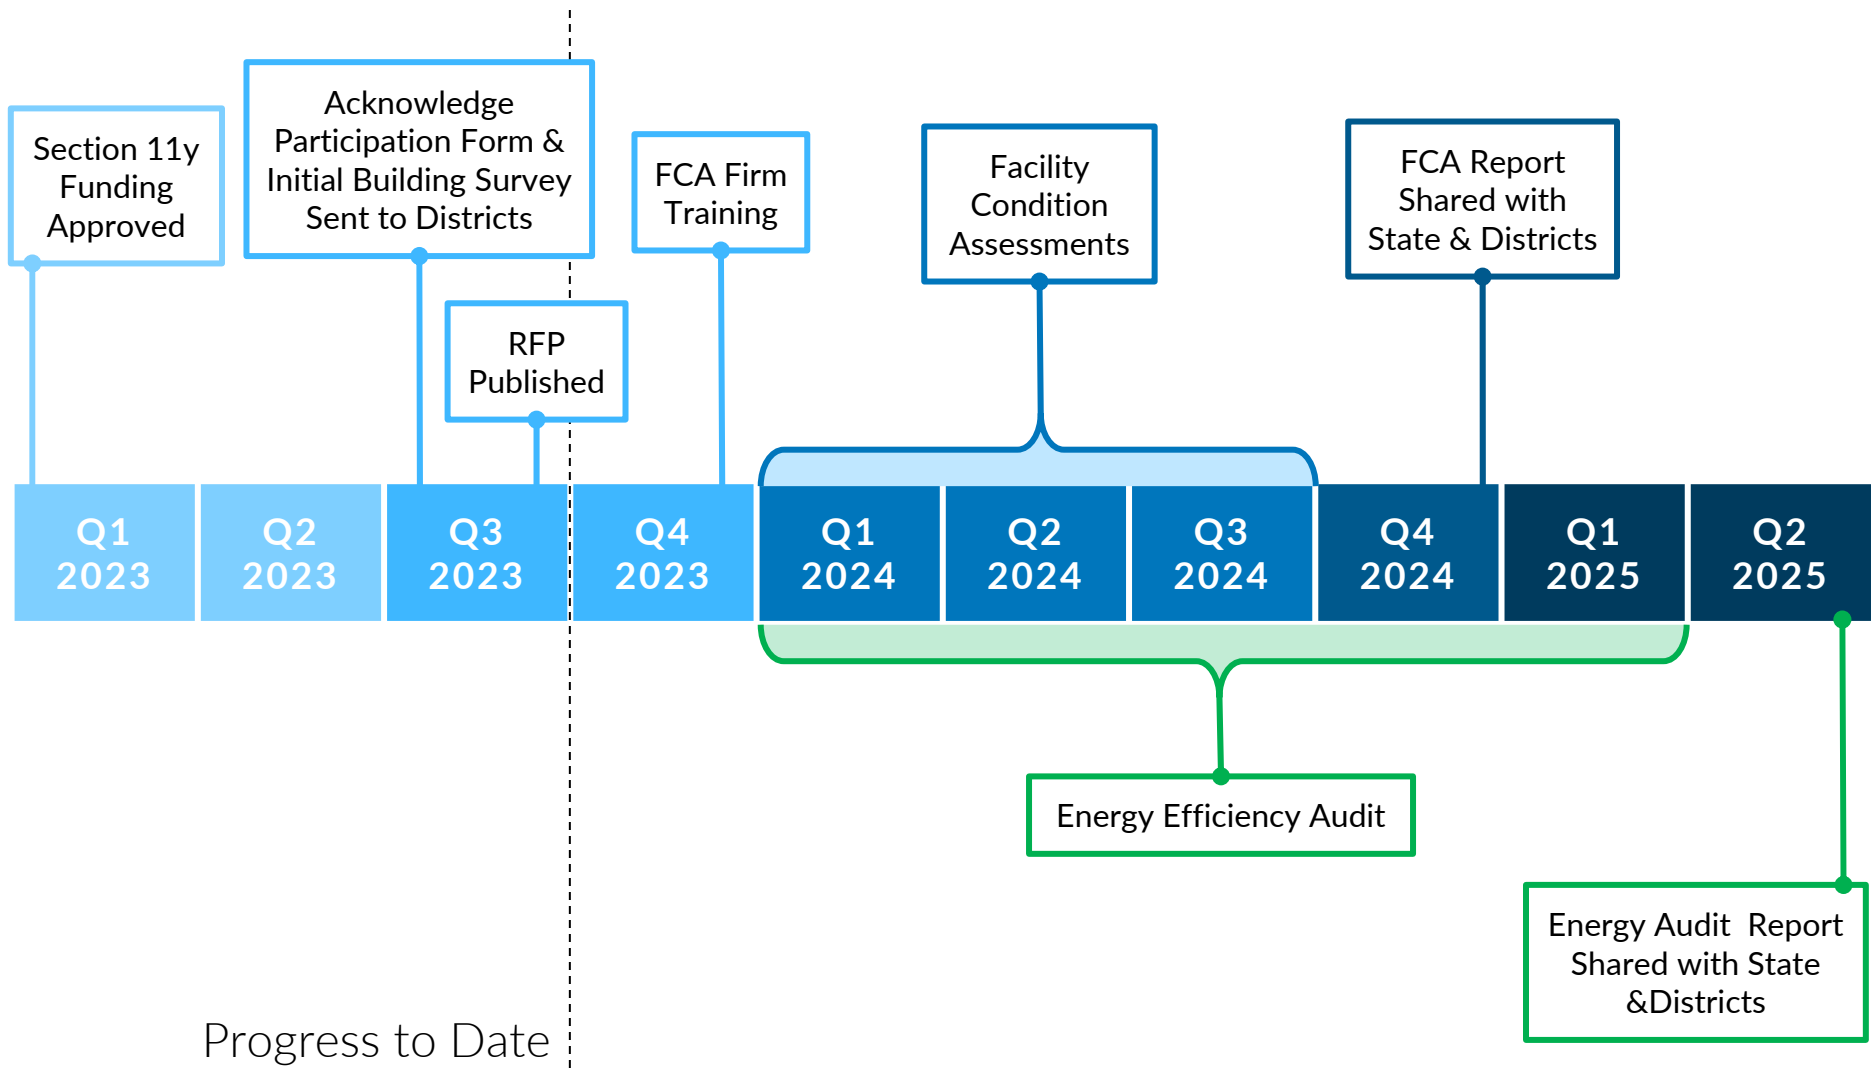 Section 11y
Funding
Approved
Acknowledge
Participation Form &
Initial Building Survey
Sent to Districts
RFP
Published
FCA Firm
Training
Facility
Condition
Assessments
FCA Report
Shared with
State & Districts
Q1
2023
Q2
2023
Q3
2023
Q4
2023
Q1
2024
Q2
2024
Q3
2024
Q4
2024
Q1
2025
Q2
2025
Energy Efficiency Audit
Energy Audit  Report
Shared with State
&Districts
Progress to Date